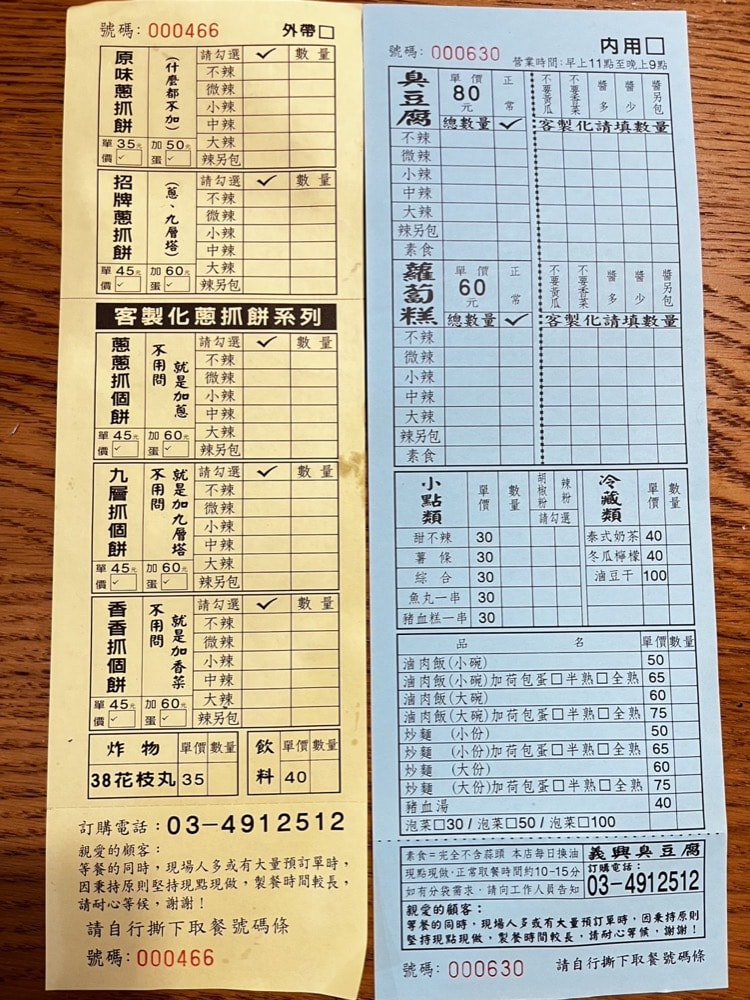 號碼: 000466 外帶□
原味蔥抓餅 (什麼都不加) 請勾選 ✓ 數量
不辣
微辣
小辣
中辣
大辣
辣另包
單價 35元 加蛋 50元
招牌蔥抓餅 (蔥、九層塔) 請勾選 ✓ 數量
不辣
微辣
小辣
中辣
大辣
辣另包
單價 45元 加蛋 60元
客製化蔥抓餅系列
蔥蔥抓個餅 不用問 就是加蔥 請勾選 ✓ 數量
不辣
微辣
小辣
中辣
大辣
辣另包
單價 45元 加蛋 60元
九層抓個餅 不用問 就是加九層塔 請勾選 ✓ 數量
不辣
微辣
小辣
中辣
大辣
辣另包
單價 45元 加蛋 60元
香香抓個餅 不用問 就是加香菜 請勾選 ✓ 數量
不辣
微辣
小辣
中辣
大辣
辣另包
單價 45元 加蛋 60元
炸物 單價 數量 飲料 單價 數量
38花枝丸 35 40
訂購電話：03-4912512
親愛的顧客：
等餐的同時，現場人多或有大量預訂單時，
因秉持原則堅持現點現做，製餐時間較長，
請耐心等候，謝謝！
請自行撕下取餐號碼條
號碼: 000466
號碼: 000630 內用□
營業時間:早上11點至晚上9點
臭豆腐 單價 80元 正常 不要黃瓜 不要香菜 醬多 醬少 醬另包
總數量 ✓ 客製化請填數量
不辣
微辣
小辣
中辣
大辣
辣另包
素食
蘿蔔糕 單價 60元 正常 不要黃瓜 不要香菜 醬多 醬少 醬另包
總數量 ✓ 客製化請填數量
不辣
微辣
小辣
中辣
大辣
辣另包
素食
小點類 單價 數量 胡椒粉 辣粉 請勾選 冷藏類 單價 數量
甜不辣 30 泰式奶茶 40
薯條 30 冬瓜檸檬 40
綜合 30 滷豆干 100
魚丸一串 30
豬血糕一串 30
品名 單價 數量
滷肉飯(小碗) 50
滷肉飯(小碗)加荷包蛋□半熟□全熟 65
滷肉飯(大碗) 60
滷肉飯(大碗)加荷包蛋□半熟□全熟 75
炒麵 (小份) 50
炒麵 (小份)加荷包蛋□半熟□全熟 65
炒麵 (大份) 60
炒麵 (大份)加荷包蛋□半熟□全熟 75
豬血湯 40
泡菜□30 / 泡菜□50 / 泡菜□100
素食=完全不含蒜頭 本店每日換油
現點現做，正常取餐時間約10-15分
如有分袋需求，請向工作人員告知
義興臭豆腐
訂購電話：
03-4912512
親愛的顧客：
等餐的同時，現場人多或有大量預訂單時，因秉持原則
堅持現點現做，製餐時間較長，請耐心等候，謝謝！
號碼: 000630 請自行撕下取餐號碼條